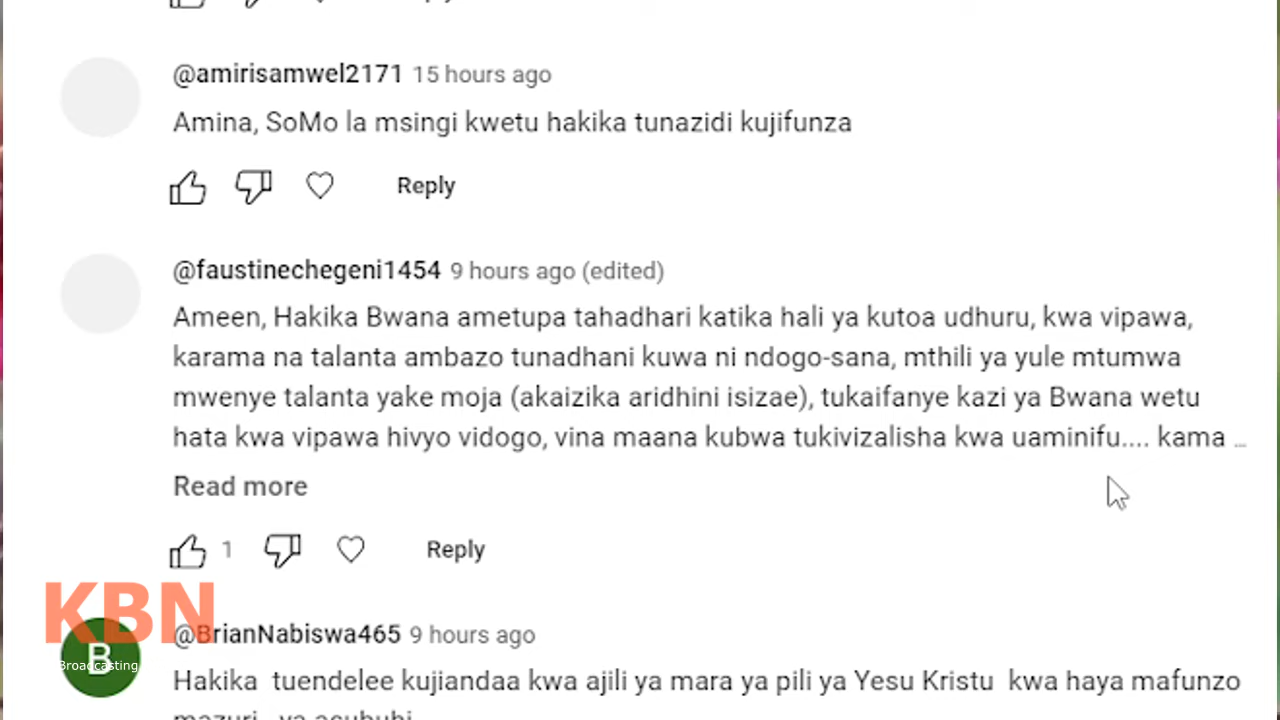 @amirisamwel2171 15 hours ago
Amina, SoMo la msingi kwetu hakika tunazidi kujifunza
Reply
@faustinechegeni1454 9 hours ago (edited)
Ameen, Hakika Bwana ametupa tahadhari katika hali ya kutoa udhuru, kwa vipawa,
karama na talanta ambazo tunadhani kuwa ni ndogo-sana, mthili ya yule mtumwa
mwenye talanta yake moja (akaizika aridhini isizae), tukaifanye kazi ya Bwana wetu
hata kwa vipawa hivyo vidogo, vina maana kubwa tukivizalisha kwa uaminifu.... kama ...
Read more
1 Reply
KBN
B
Broadcasting
@BrianNabiswa465 9 hours ago
Hakika tuendelee kujiandaa kwa ajili ya mara ya pili ya Yesu Kristu kwa haya mafunzo